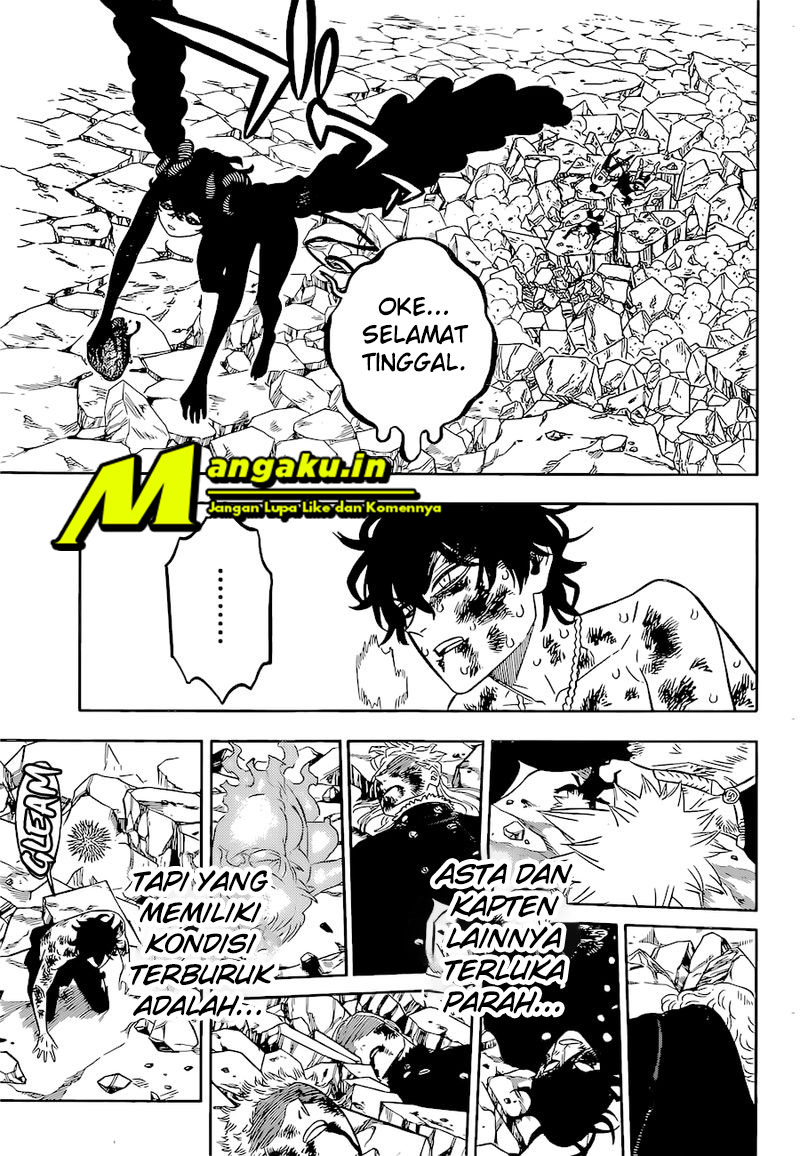 OKE...
SELAMAT
TINGGAL.
Mangaku.in
Jangan Lupa Like dan Komennya
.........
ASTA DAN
KAPTEN
LAINNYA
TERLUKA
PARAH...
TAPI YANG
MEMILIKI
KONDISI
TERBURUK
ADALAH...
GLEAM